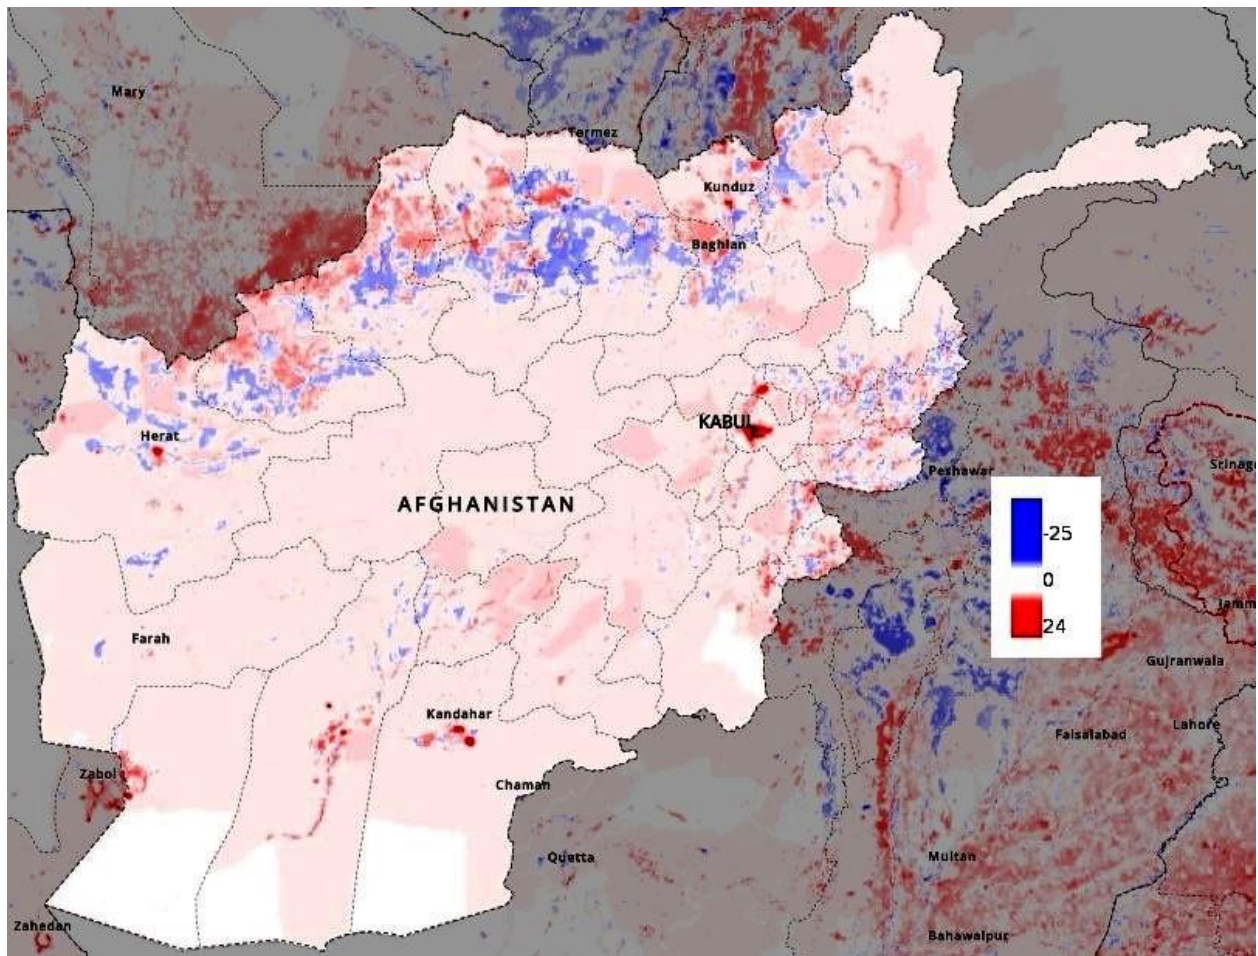 Mary
Termez
Kunduz
Baghlan
KABUL
Herat
Peshawar
Srinag
AFGHANISTAN
-25
0
24
Jamm
Farah
Gujranwala
Kandahar
Lahore
Faisalabad
Zabol
Chaman
Quetta
Multan
Zahedan
Bahawalpur